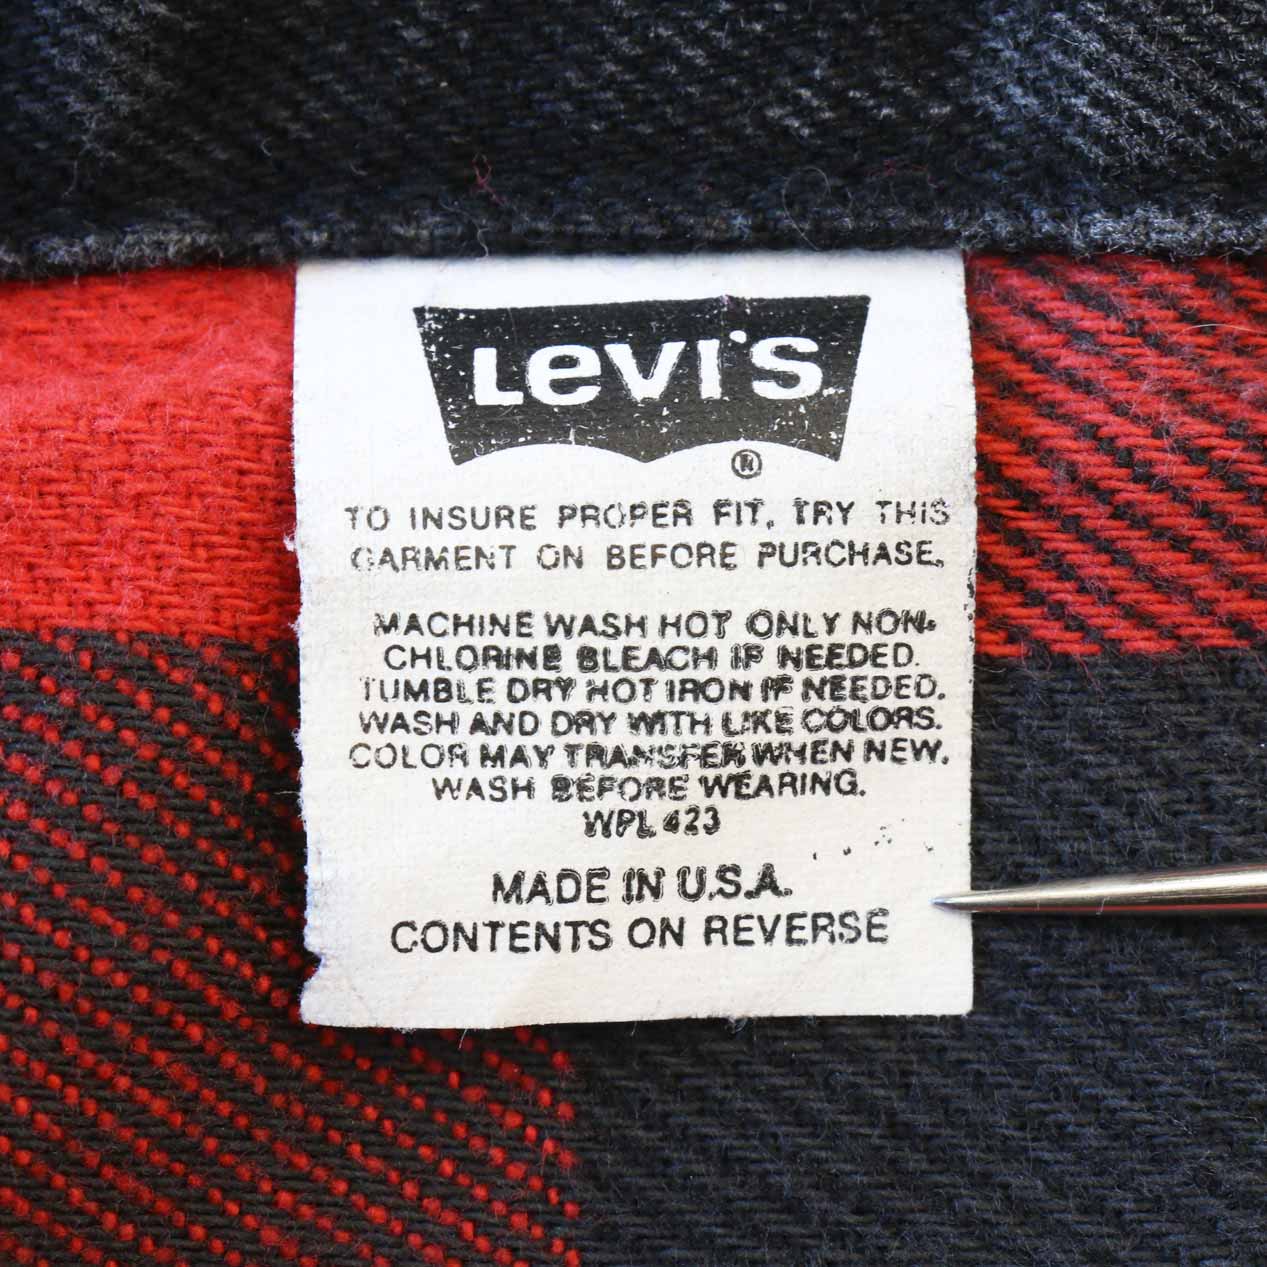 Levi's
®
TO INSURE PROPER FIT, TRY THIS
GARMENT ON BEFORE PURCHASE.
MACHINE WASH HOT ONLY NON-
CHLORINE BLEACH IF NEEDED.
TUMBLE DRY HOT IRON IF NEEDED.
WASH AND DRY WITH LIKE COLORS.
COLOR MAY TRANSFER WHEN NEW.
WASH BEFORE WEARING.
WPL 423
MADE IN U.S.A.
CONTENTS ON REVERSE